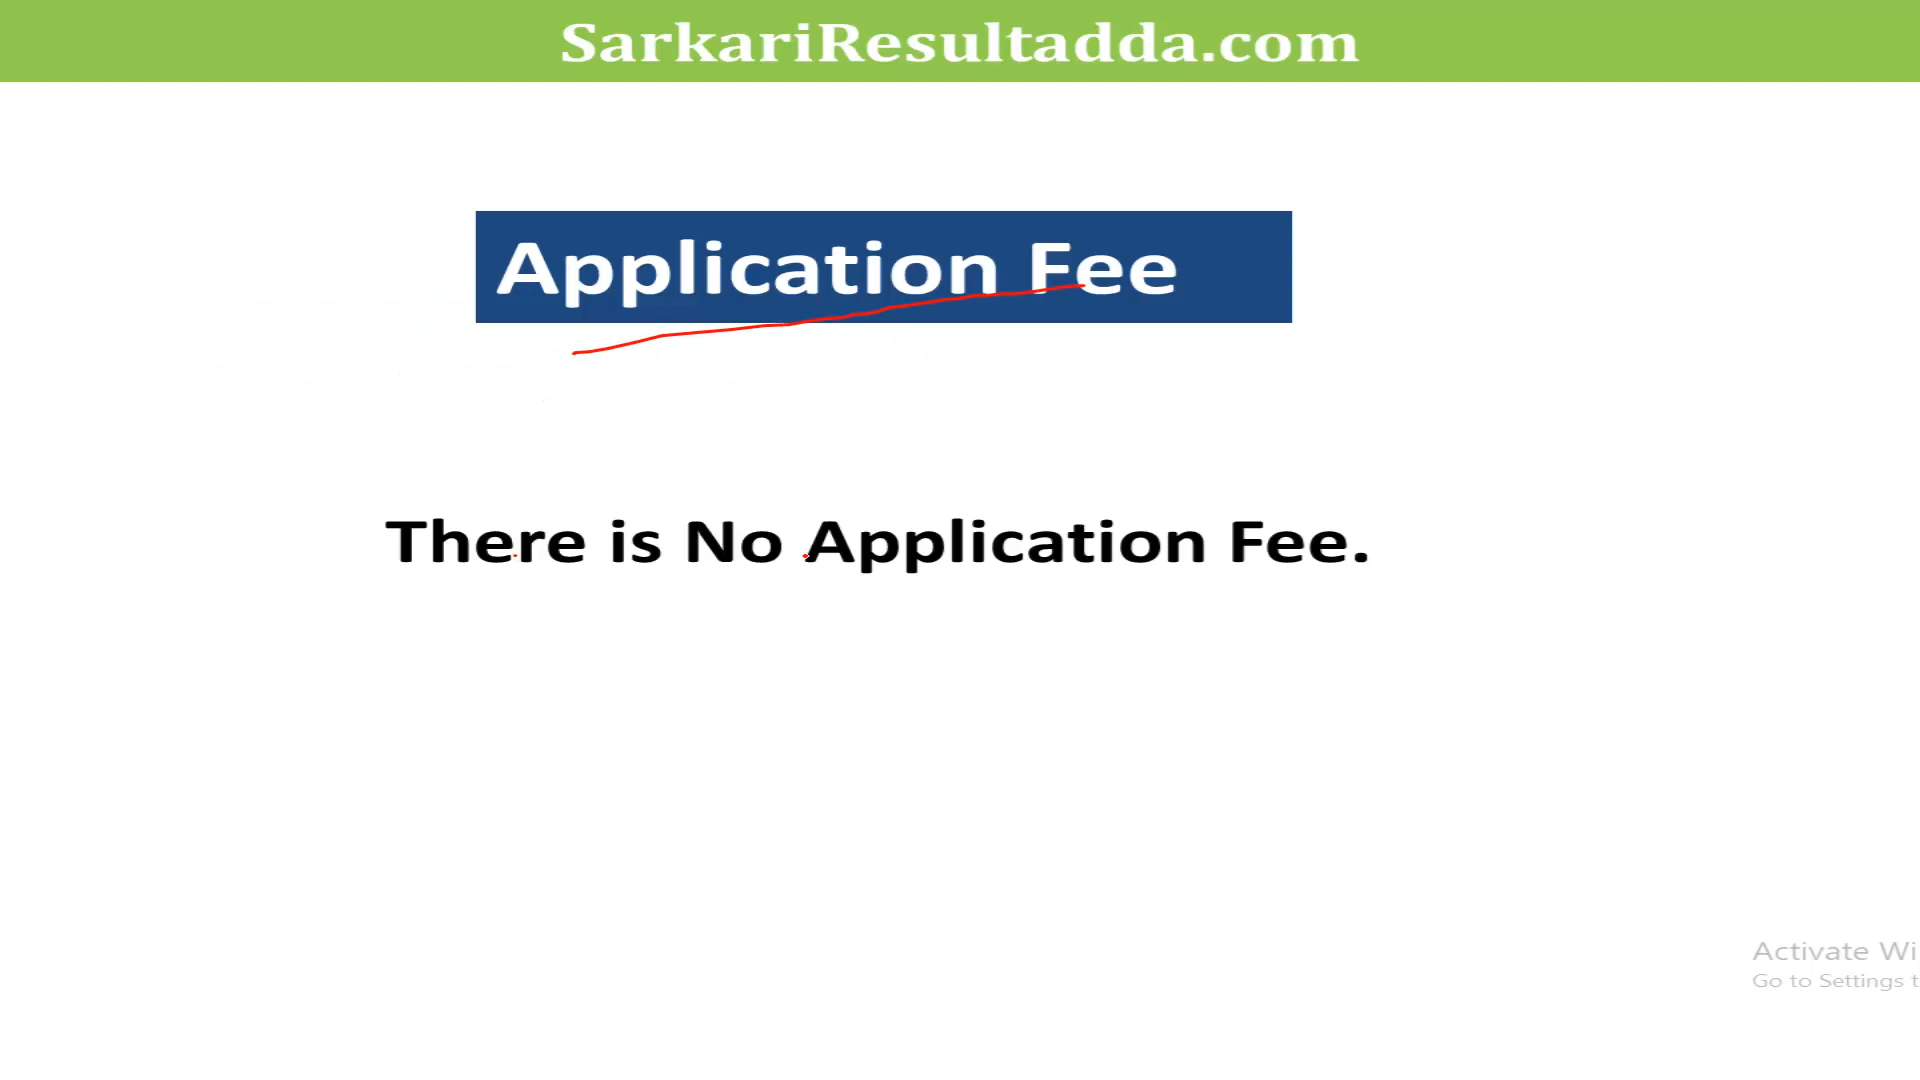 SarkariResultadda.com
Application Fee
There is No Application Fee.
Activate Wi
Go to Settings t